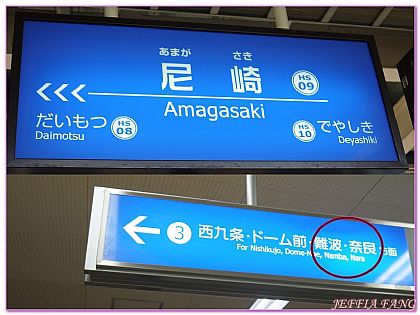 あまが さき
尼崎 HS 09
Amagasaki
だいもつ HS 08
Daimotsu
HS 10 でやしき
Deyashiki
3 西九条・ドーム前・難波・奈良 方面
For Nishikujo, Dome-Mae, Namba, Nara
JEFFIA FANG